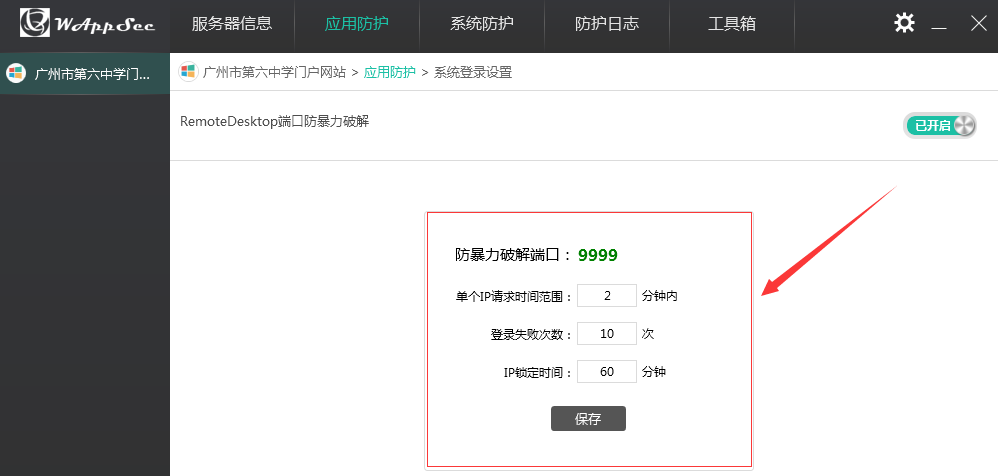 WAppSec 服务器信息 应用防护 系统防护 防护日志 工具箱
广州市第六中学门...
广州市第六中学门户网站 > 应用防护 > 系统登录设置
RemoteDesktop端口防暴力破解 已开启
防暴力破解端口： 9999
单个IP请求时间范围： 2 分钟内
登录失败次数： 10 次
IP锁定时间： 60 分钟
保存